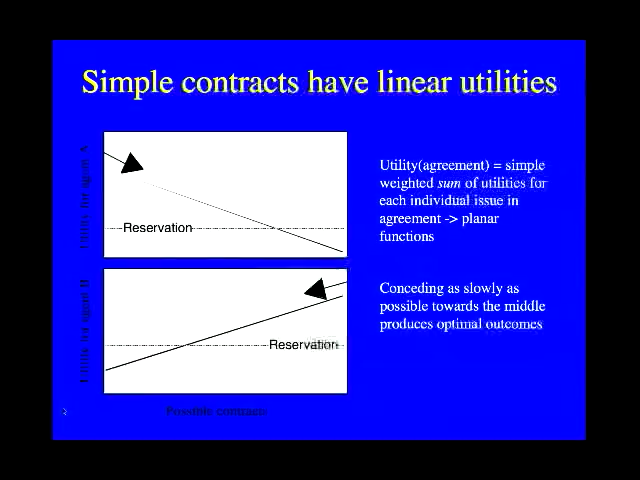 Simple contracts have linear utilities
Utility for agent A
Reservation
Utility for agent B
Reservation
Possible contracts
Utility(agreement) = simple
weighted sum of utilities for
each individual issue in
agreement -> planar
functions
Conceding as slowly as
possible towards the middle
produces optimal outcomes